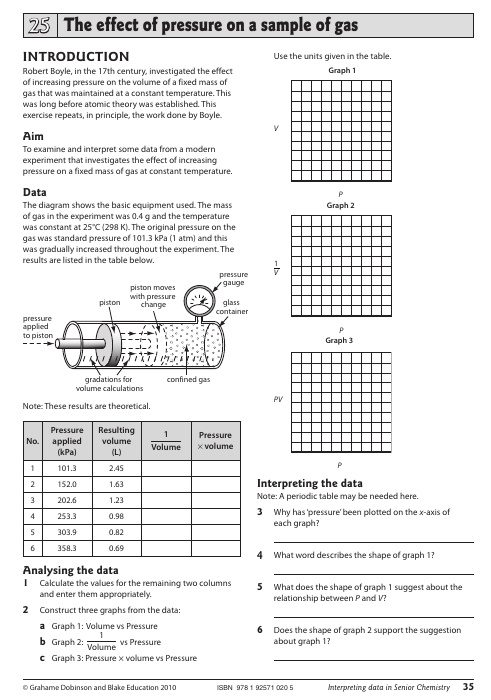 25 The effect of pressure on a sample of gas
INTRODUCTION
Robert Boyle, in the 17th century, investigated the effect
of increasing pressure on the volume of a fixed mass of
gas that was maintained at a constant temperature. This
was long before atomic theory was established. This
exercise repeats, in principle, the work done by Boyle.
Aim
To examine and interpret some data from a modern
experiment that investigates the effect of increasing
pressure on a fixed mass of gas at constant temperature.
Data
The diagram shows the basic equipment used. The mass
of gas in the experiment was 0.4 g and the temperature
was constant at 25°C (298 K). The original pressure on the
gas was standard pressure of 101.3 kPa (1 atm) and this
was gradually increased throughout the experiment. The
results are listed in the table below.
pressure
gauge
piston moves
with pressure
change
piston
glass
container
pressure
applied
to piston
gradations for
volume calculations
confined gas
Note: These results are theoretical.
No. Pressure applied (kPa) Resulting volume (L) 1/Volume Pressure × volume
1 101.3 2.45
2 152.0 1.63
3 202.6 1.23
4 253.3 0.98
5 303.9 0.82
6 358.3 0.69
Analysing the data
1 Calculate the values for the remaining two columns
and enter them appropriately.
2 Construct three graphs from the data:
a Graph 1: Volume vs Pressure
b Graph 2: 1/Volume vs Pressure
c Graph 3: Pressure × volume vs Pressure
Use the units given in the table.
Graph 1
V
P
Graph 2
1/V
P
Graph 3
PV
P
Interpreting the data
Note: A periodic table may be needed here.
3 Why has 'pressure' been plotted on the x-axis of
each graph?
4 What word describes the shape of graph 1?
5 What does the shape of graph 1 suggest about the
relationship between P and V?
6 Does the shape of graph 2 support the suggestion
about graph 1?
© Grahame Dobinson and Blake Education 2010 ISBN 978 1 92571 020 5 Interpreting data in Senior Chemistry 35